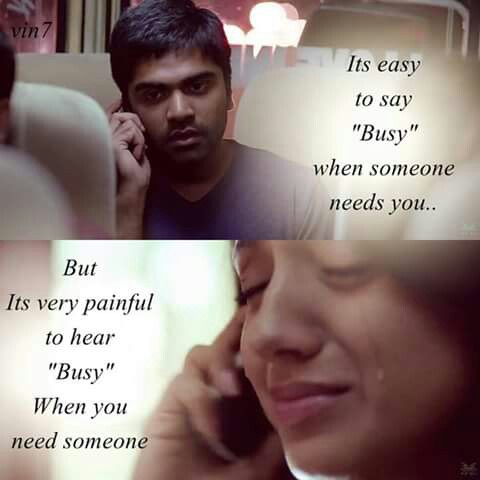 vin7
Its easy
to say
"Busy"
when someone
needs you..
But
Its very painful
to hear
"Busy"
When you
need someone